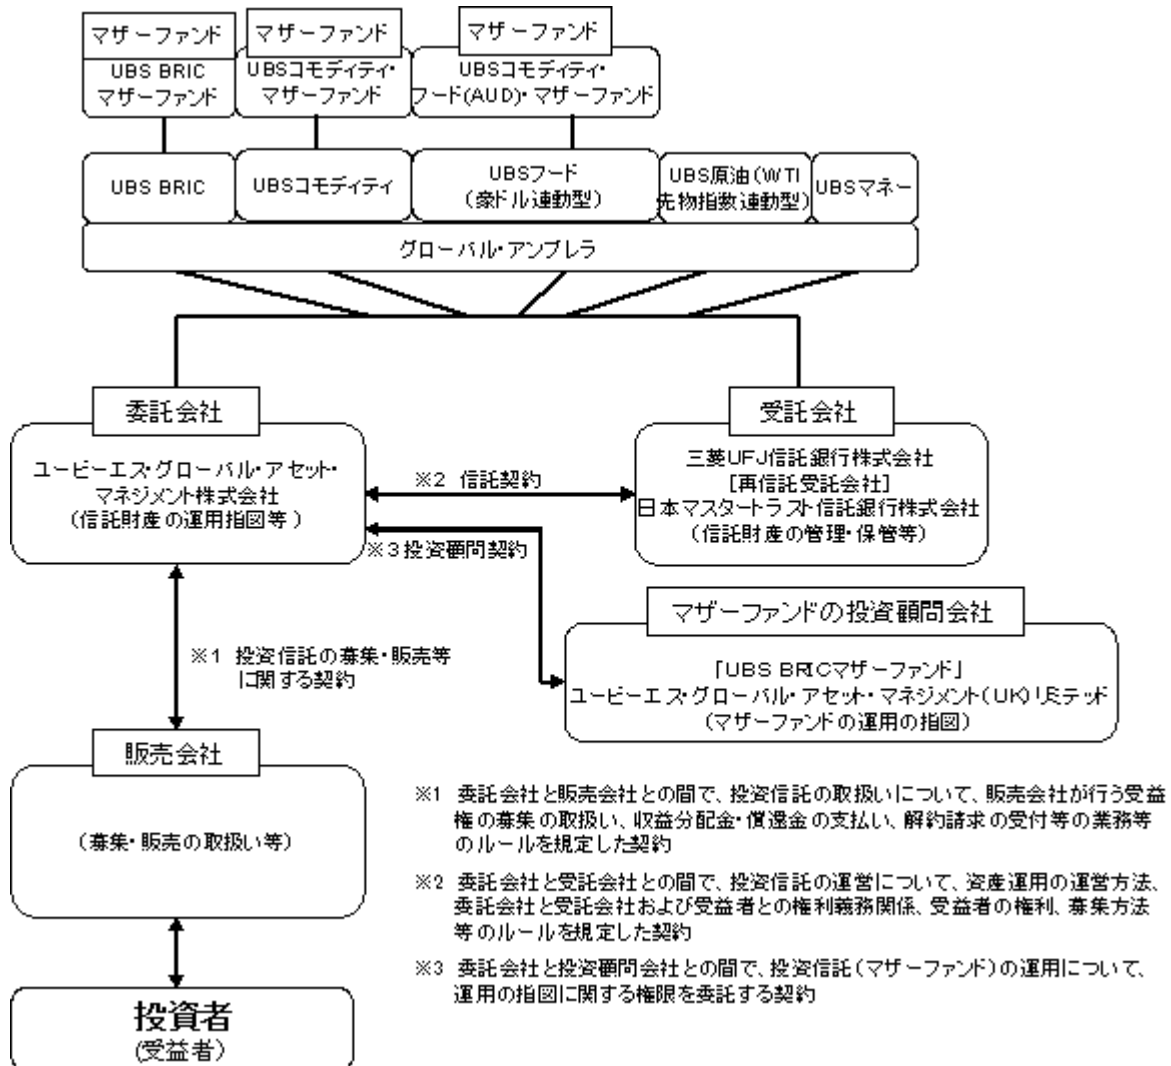 マザーファンド
UBS BRIC
マザーファンド
マザーファンド
UBSコモディティ・
マザーファンド
マザーファンド
UBSコモディティ・
フード(AUD)・マザーファンド
UBS BRIC
UBSコモディティ
UBSフード
(豪ドル連動型)
UBS原油(WTI
先物指数連動型)
UBSマネー
グローバル・アンブレラ
委託会社
ユービーエス・グローバル・アセット・
マネジメント株式会社
(信託財産の運用指図等)
受託会社
三菱UFJ信託銀行株式会社
[再信託受託会社]
日本マスタートラスト信託銀行株式会社
(信託財産の管理・保管等)
※2 信託契約
※3投資顧問契約
マザーファンドの投資顧問会社
「UBS BRICマザーファンド」
ユービーエス・グローバル・アセット・マネジメント(UK)リミテッド
(マザーファンドの運用の指図)
※1 投資信託の募集・販売等
に関する契約
販売会社
(募集・販売の取扱い等)
投資者
(受益者)
※1 委託会社と販売会社との間で、投資信託の取扱いについて、販売会社が行う受益
権の募集の取扱い、収益分配金・償還金の支払い、解約請求の受付等の業務等
のルールを規定した契約
※2 委託会社と受託会社との間で、投資信託の運営について、資産運用の運営方法、
委託会社と受託会社および受益者との権利義務関係、受益者の権利、募集方法
等のルールを規定した契約
※3 委託会社と投資顧問会社との間で、投資信託(マザーファンド)の運用について、
運用の指図に関する権限を委託する契約